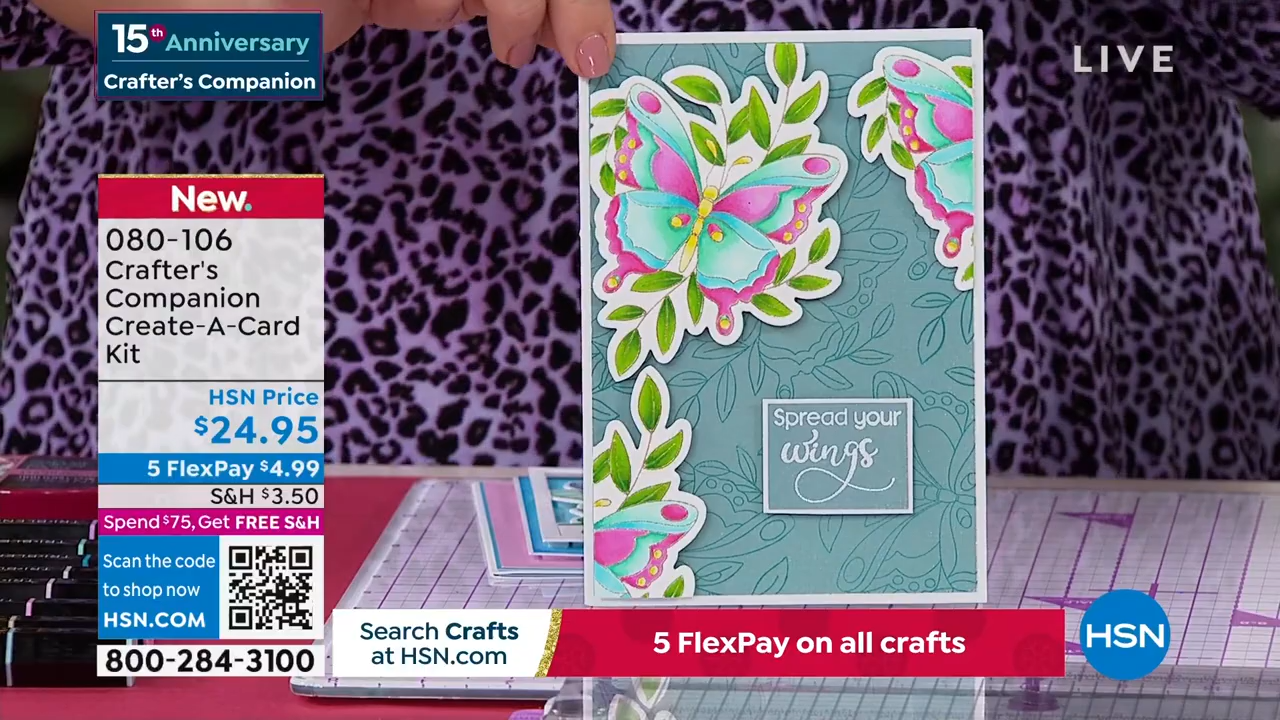 15th Anniversary
Crafter's Companion
LIVE
New.
080-106
Crafter's
Companion
Create-A-Card
Kit
HSN Price
$24.95
5 FlexPay $4.99
S&H $3.50
Spend $75, Get FREE S&H
Scan the code
to shop now
HSN.COM
800-284-3100
Spread your
wings
Search Crafts
at HSN.com
5 FlexPay on all crafts
HSN